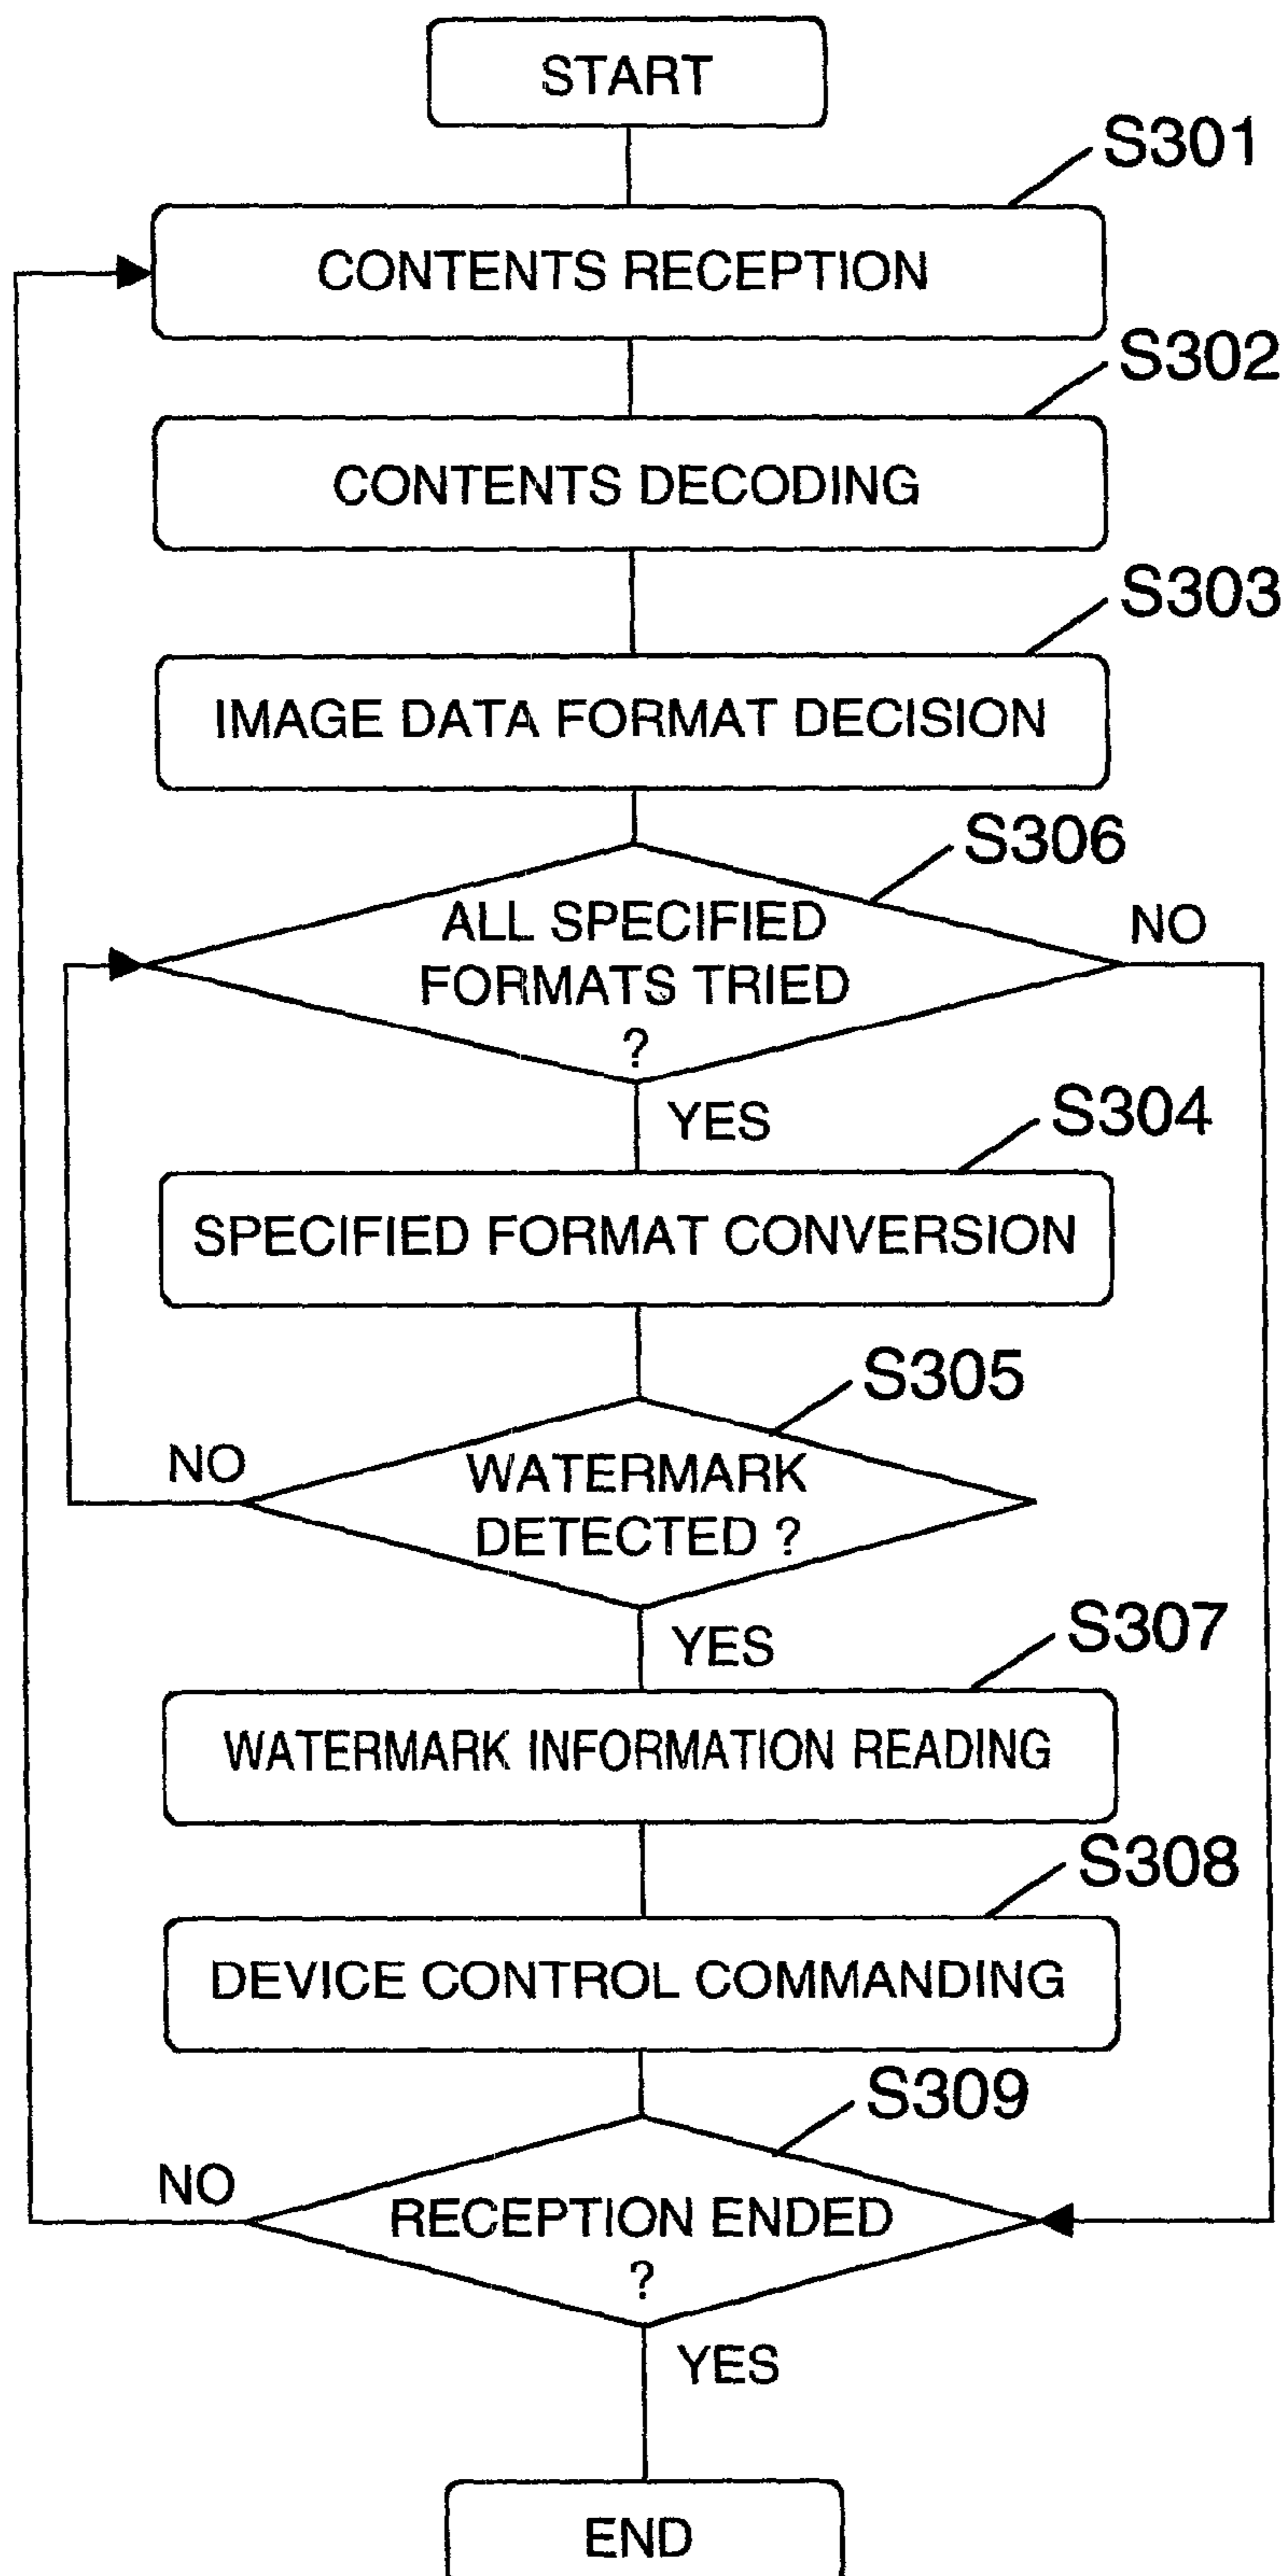 START
S301
CONTENTS RECEPTION
S302
CONTENTS DECODING
S303
IMAGE DATA FORMAT DECISION
S306
ALL SPECIFIED
FORMATS TRIED
?
NO
YES
S304
SPECIFIED FORMAT CONVERSION
S305
NO
WATERMARK
DETECTED ?
YES
S307
WATERMARK INFORMATION READING
S308
DEVICE CONTROL COMMANDING
S309
NO
RECEPTION ENDED
?
YES
END